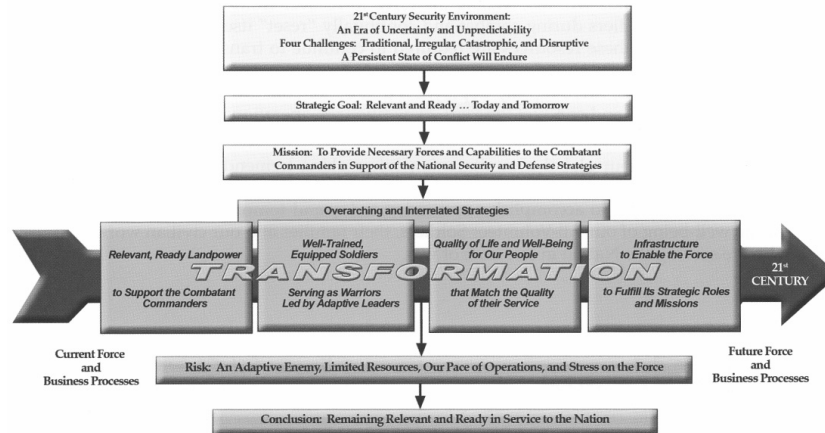 21st Century Security Environment:
An Era of Uncertainty and Unpredictability
Four Challenges: Traditional, Irregular, Catastrophic, and Disruptive
A Persistent State of Conflict Will Endure
Strategic Goal: Relevant and Ready … Today and Tomorrow
Mission: To Provide Necessary Forces and Capabilities to the Combatant
Commanders in Support of the National Security and Defense Strategies
Overarching and Interrelated Strategies
Relevant, Ready Landpower
to Support the Combatant
Commanders
Well-Trained,
Equipped Soldiers
Serving as Warriors
Led by Adaptive Leaders
Quality of Life and Well-Being
for Our People
that Match the Quality
of their Service
Infrastructure
to Enable the Force
to Fulfill Its Strategic Roles
and Missions
TRANSFORMATION
21st
CENTURY
Current Force
and
Business Processes
Future Force
and
Business Processes
Risk: An Adaptive Enemy, Limited Resources, Our Pace of Operations, and Stress on the Force
Conclusion: Remaining Relevant and Ready in Service to the Nation